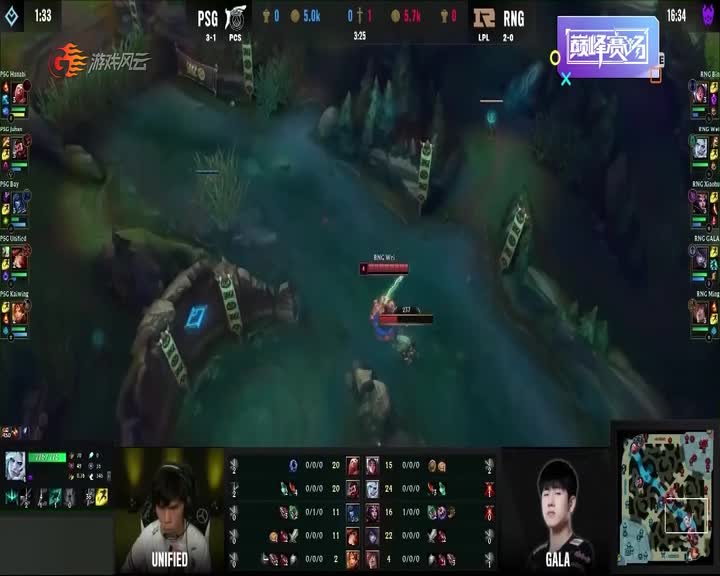 1:33
PSG
3-1
PCS
0
5.0k
0
1
5.7k
0
RNG
LPL
2-0
16:34
3:25
游戏风云
巅峰赛场
PSG Hanabi
PSG Juhan
PSG Bay
PSG Unified
PSG Kaiwing
RNG Bin
RNG Wei
RNG Xiaohu
RNG GALA
RNG Ming
RNG Wei
4
237
0/0/0 20 15 0/0/0
0/0/0 20 24 0/0/0
0/1/0 11 16 1/0/0
0/0/0 11 22 0/0/0
0/0/0 2 4 0/0/0
UNIFIED
GALA